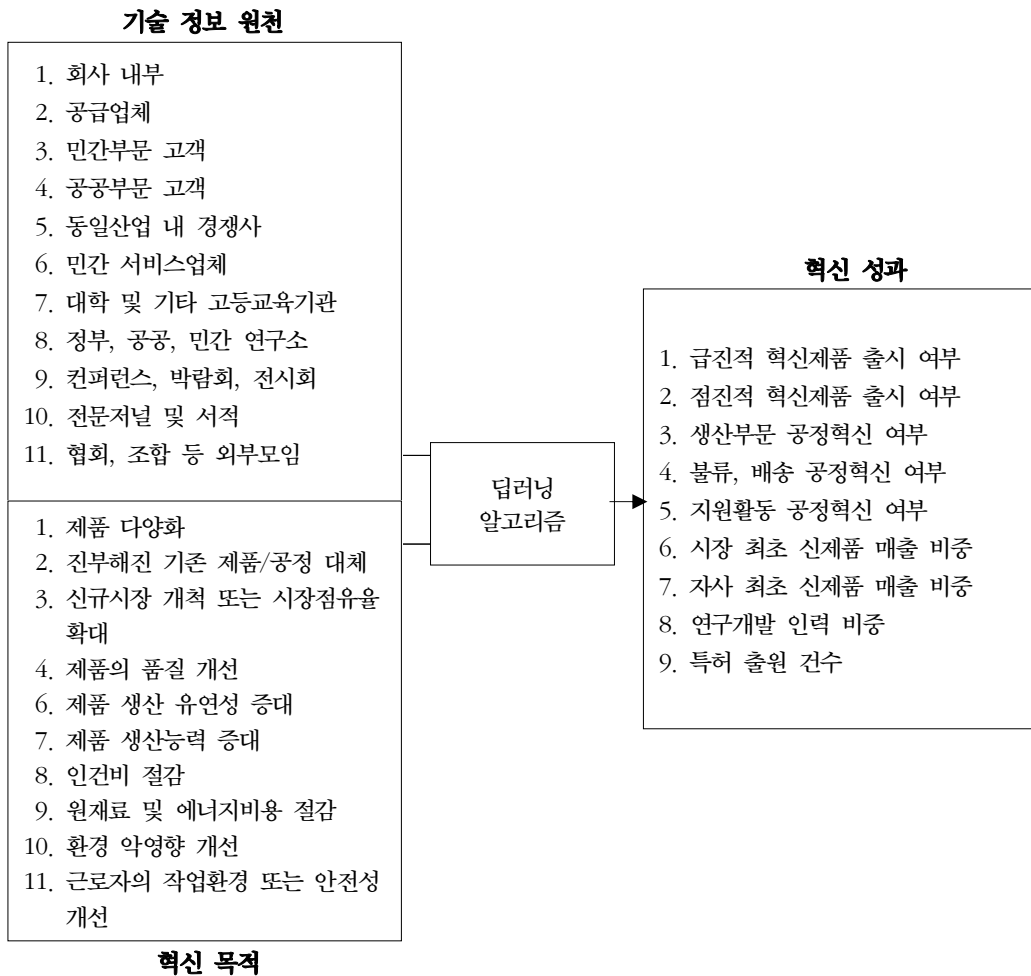 기술 정보 원천
1. 회사 내부
2. 공급업체
3. 민간부문 고객
4. 공공부문 고객
5. 동일산업 내 경쟁사
6. 민간 서비스업체
7. 대학 및 기타 고등교육기관
8. 정부, 공공, 민간 연구소
9. 컨퍼런스, 박람회, 전시회
10. 전문저널 및 서적
11. 협회, 조합 등 외부모임
1. 제품 다양화
2. 진부해진 기존 제품/공정 대체
3. 신규시장 개척 또는 시장점유율
확대
4. 제품의 품질 개선
6. 제품 생산 유연성 증대
7. 제품 생산능력 증대
8. 인건비 절감
9. 원재료 및 에너지비용 절감
10. 환경 악영향 개선
11. 근로자의 작업환경 또는 안전성
개선
혁신 목적
딥러닝
알고리즘
혁신 성과
1. 급진적 혁신제품 출시 여부
2. 점진적 혁신제품 출시 여부
3. 생산부문 공정혁신 여부
4. 불류, 배송 공정혁신 여부
5. 지원활동 공정혁신 여부
6. 시장 최초 신제품 매출 비중
7. 자사 최초 신제품 매출 비중
8. 연구개발 인력 비중
9. 특허 출원 건수